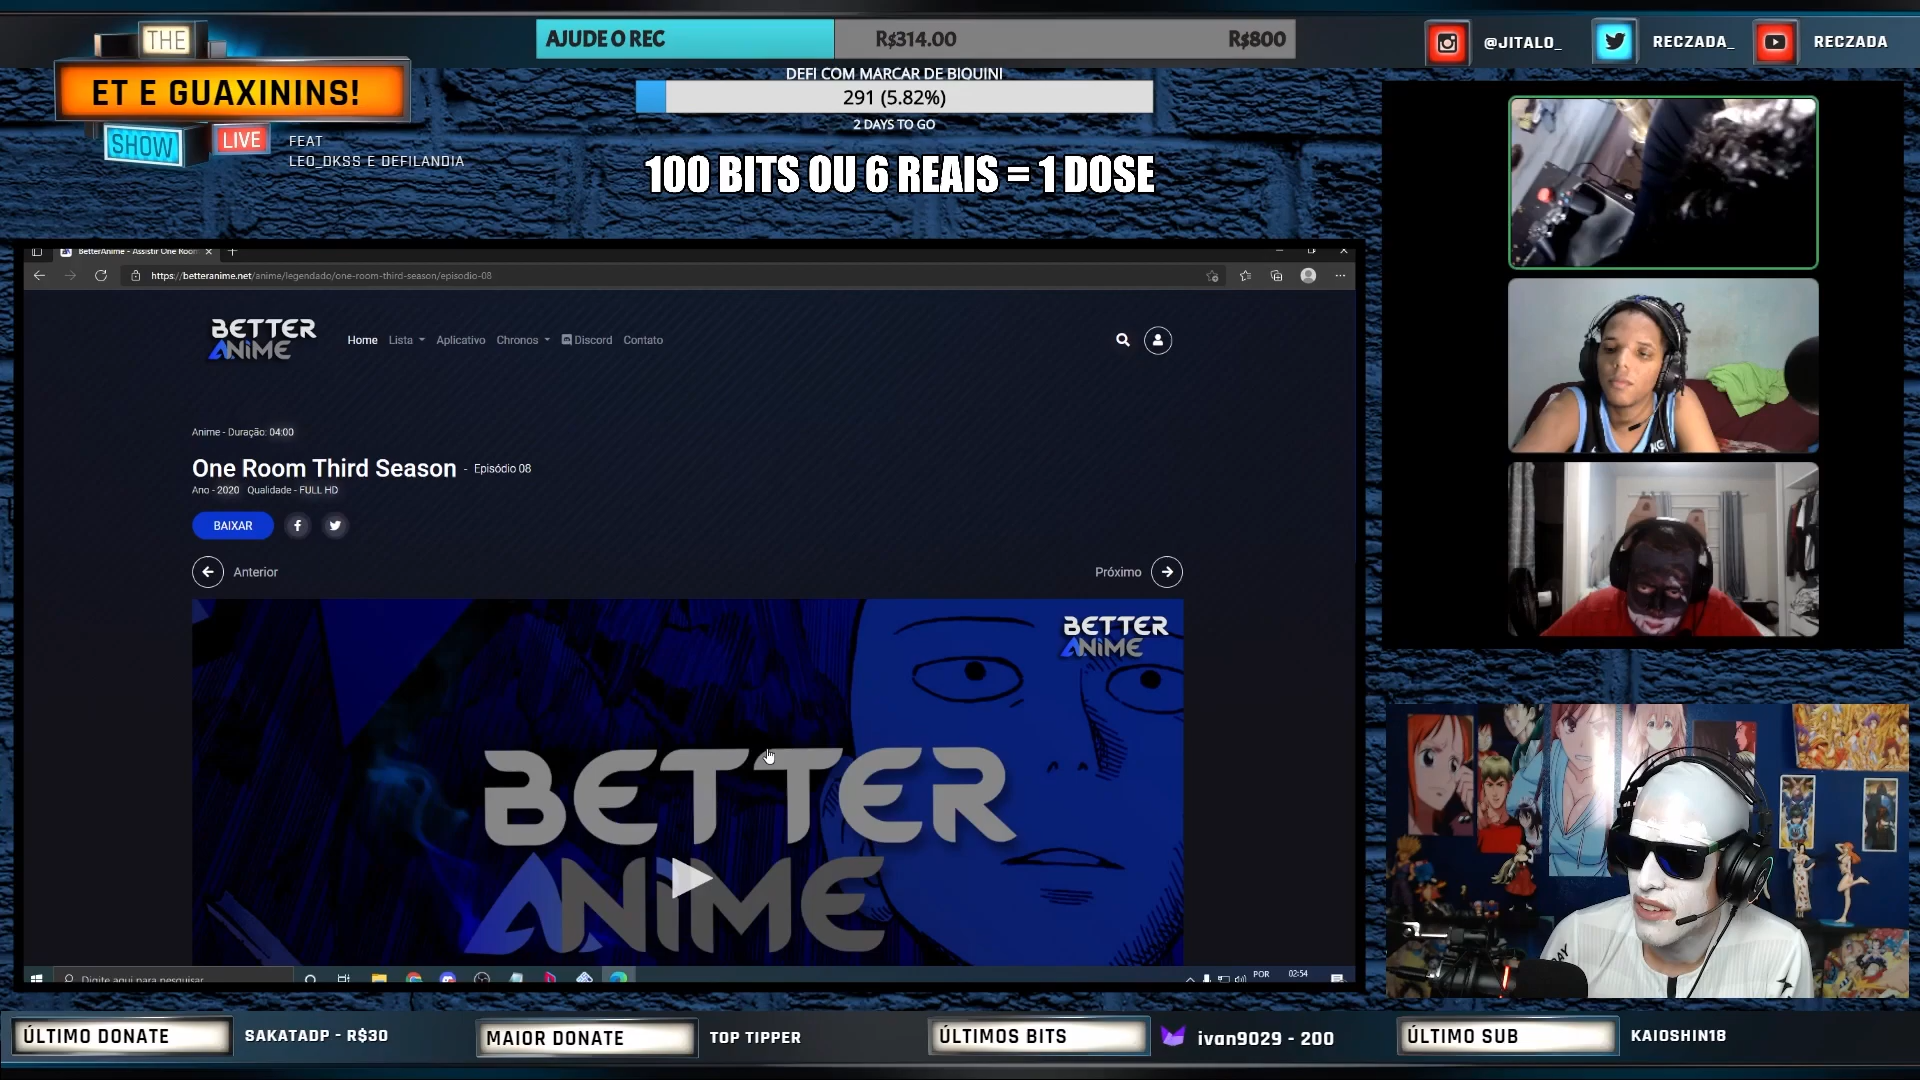 THE
ET E GUAXININS!
SHOW
LIVE
FEAT
LEO_DKSS E DEFILANDIA
AJUDE O REC
R$314.00
R$800
DEFI COM MARCAR DE BIQUINI
291 (5.82%)
2 DAYS TO GO
100 BITS OU 6 REAIS = 1 DOSE
@JITALO_
RECZADA_
RECZADA
BetterAnime - Assistir One Roor
https://betteranime.net/anime/legendado/one-room-third-season/episodio-08
BETTER
ANIME
Home
Lista
Aplicativo
Chronos
Discord
Contato
Anime - Duração: 04:00
One Room Third Season - Episódio 08
Ano - 2020 Qualidade - FULL HD
BAIXAR
Anterior
Próximo
BETTER
ANIME
BETTER
ANIME
Digite aqui para pesquisar
POR
02:54
ÚLTIMO DONATE
SAKATADP - R$30
MAIOR DONATE
TOP TIPPER
ÚLTIMOS BITS
ivan9029 - 200
ÚLTIMO SUB
KAIOSHIN18